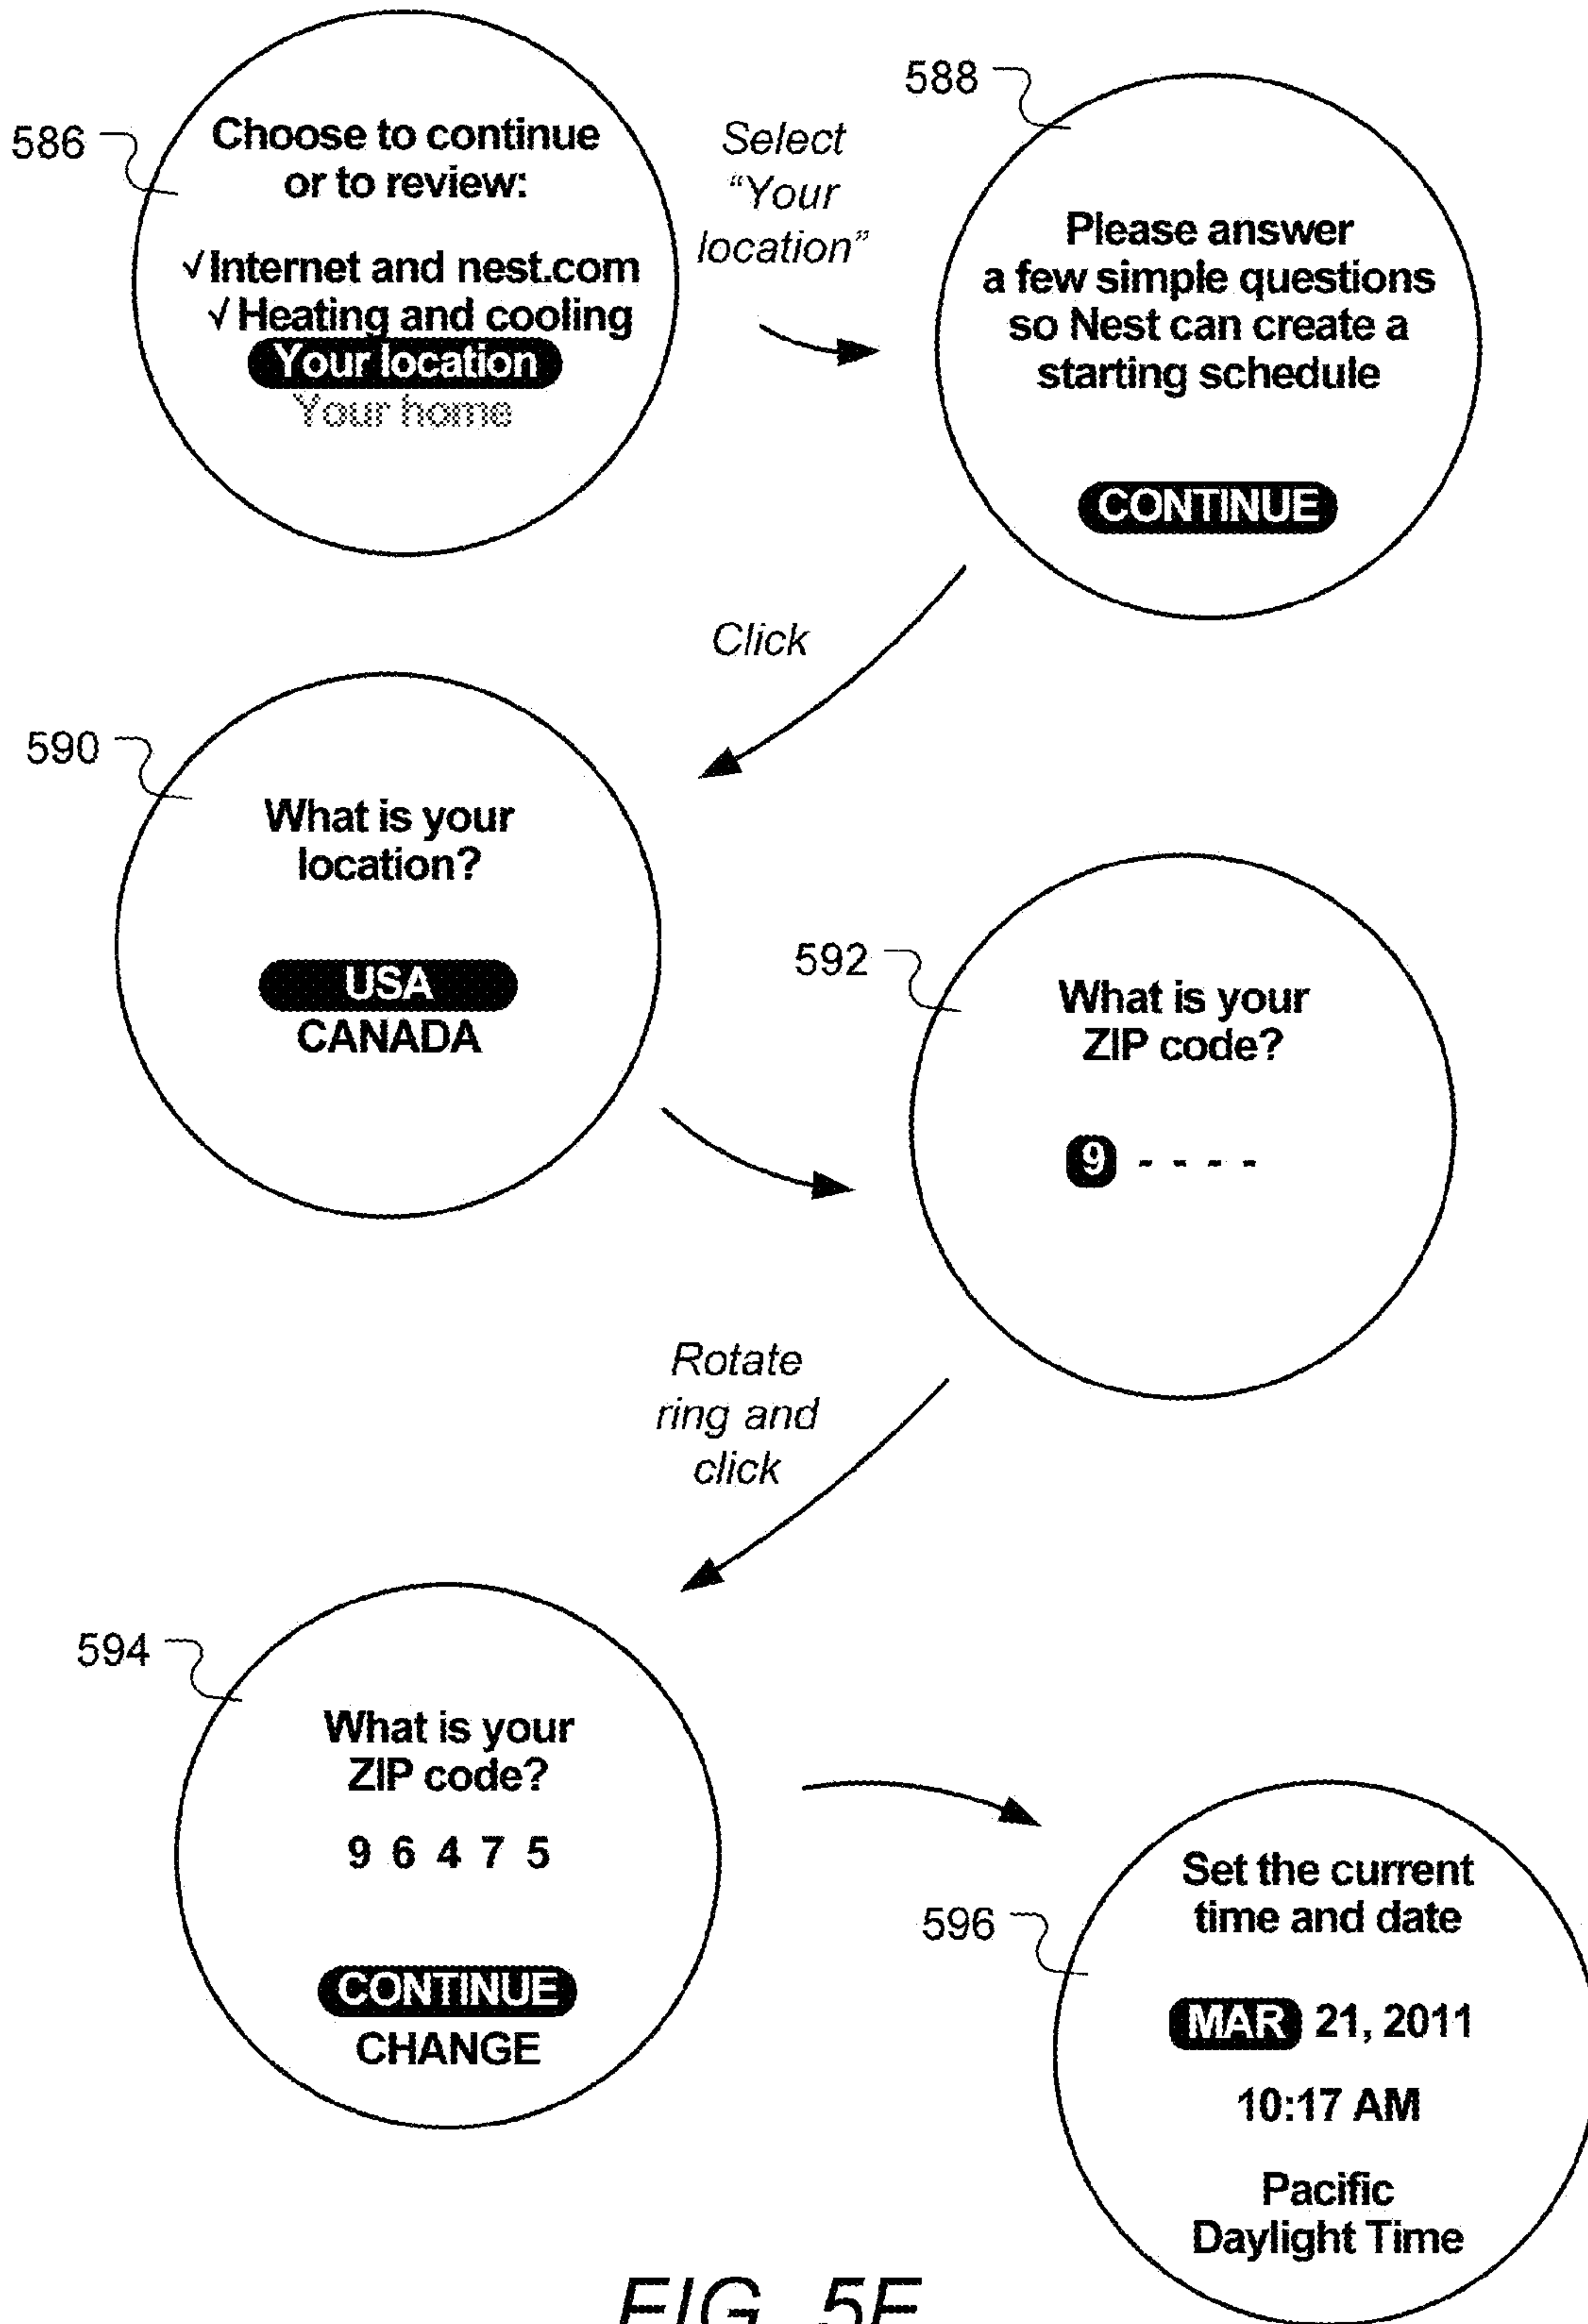 586
Choose to continue
or to review:
√ Internet and nest.com
√ Heating and cooling
Your location
Your home
Select
“Your
location”
588
Please answer
a few simple questions
so Nest can create a
starting schedule
CONTINUE
Click
590
What is your
location?
USA
CANADA
592
What is your
ZIP code?
9 - - - -
Rotate
ring and
click
594
What is your
ZIP code?
9 6 4 7 5
CONTINUE
CHANGE
596
Set the current
time and date
MAR 21, 2011
10:17 AM
Pacific
Daylight Time